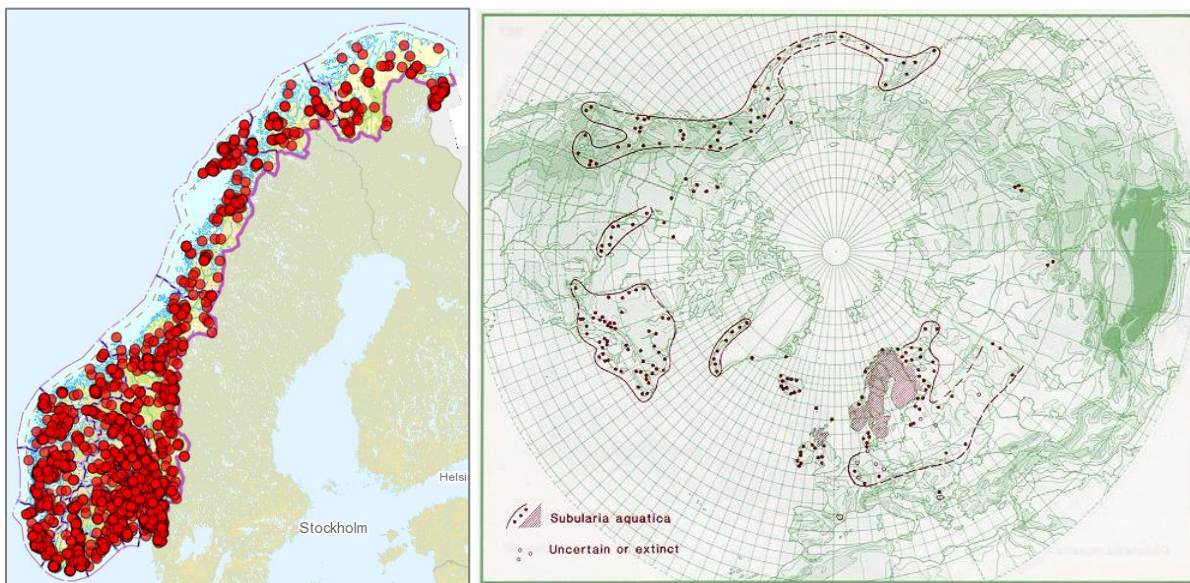 Helsi
Stockholm
Subularia aquatica
Uncertain or extinct